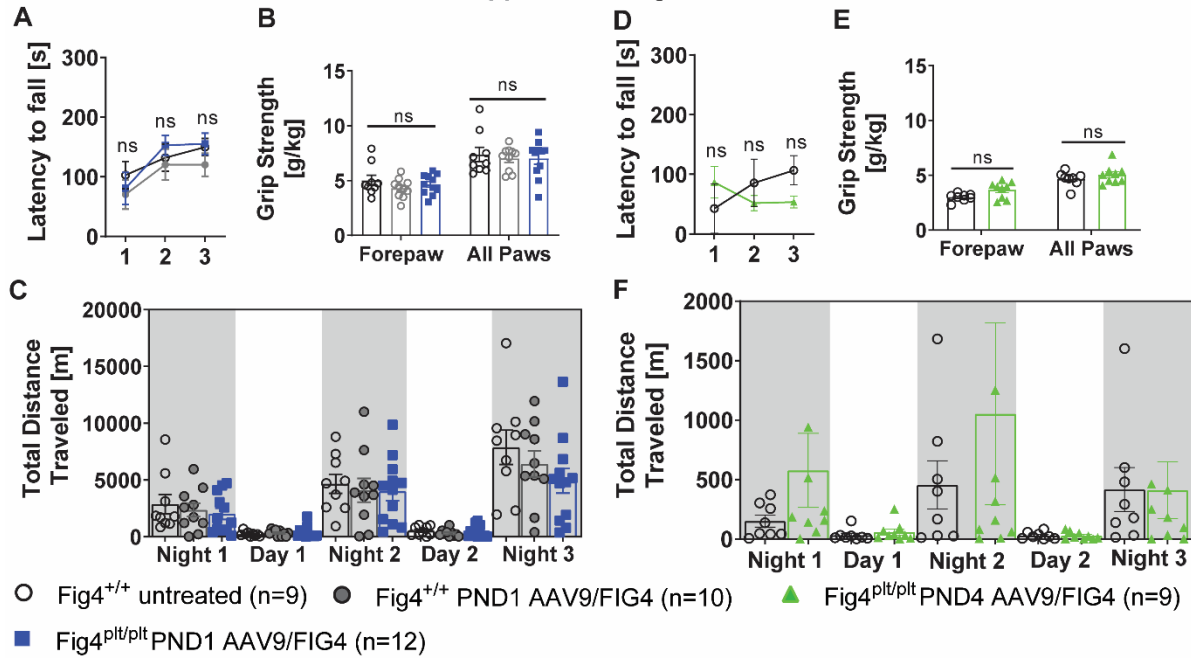 A
Latency to fall [s]
300
200
100
0
ns
ns
ns
1 2 3
B
Grip Strength
[g/kg]
15
10
5
0
ns
ns
Forepaw All Paws
D
Latency to fall [s]
300
200
100
0
ns
ns
ns
1 2 3
E
Grip Strength
[g/kg]
15
10
5
0
ns
ns
Forepaw All Paws
C
Total Distance
Traveled [m]
20000
15000
10000
5000
0
Night 1 Day 1 Night 2 Day 2 Night 3
F
Total Distance
Traveled [m]
2000
1500
1000
500
0
Night 1 Day 1 Night 2 Day 2 Night 3
Fig4+/+ untreated (n=9)
Fig4+/+ PND1 AAV9/FIG4 (n=10)
Fig4plt/plt PND4 AAV9/FIG4 (n=9)
Fig4plt/plt PND1 AAV9/FIG4 (n=12)